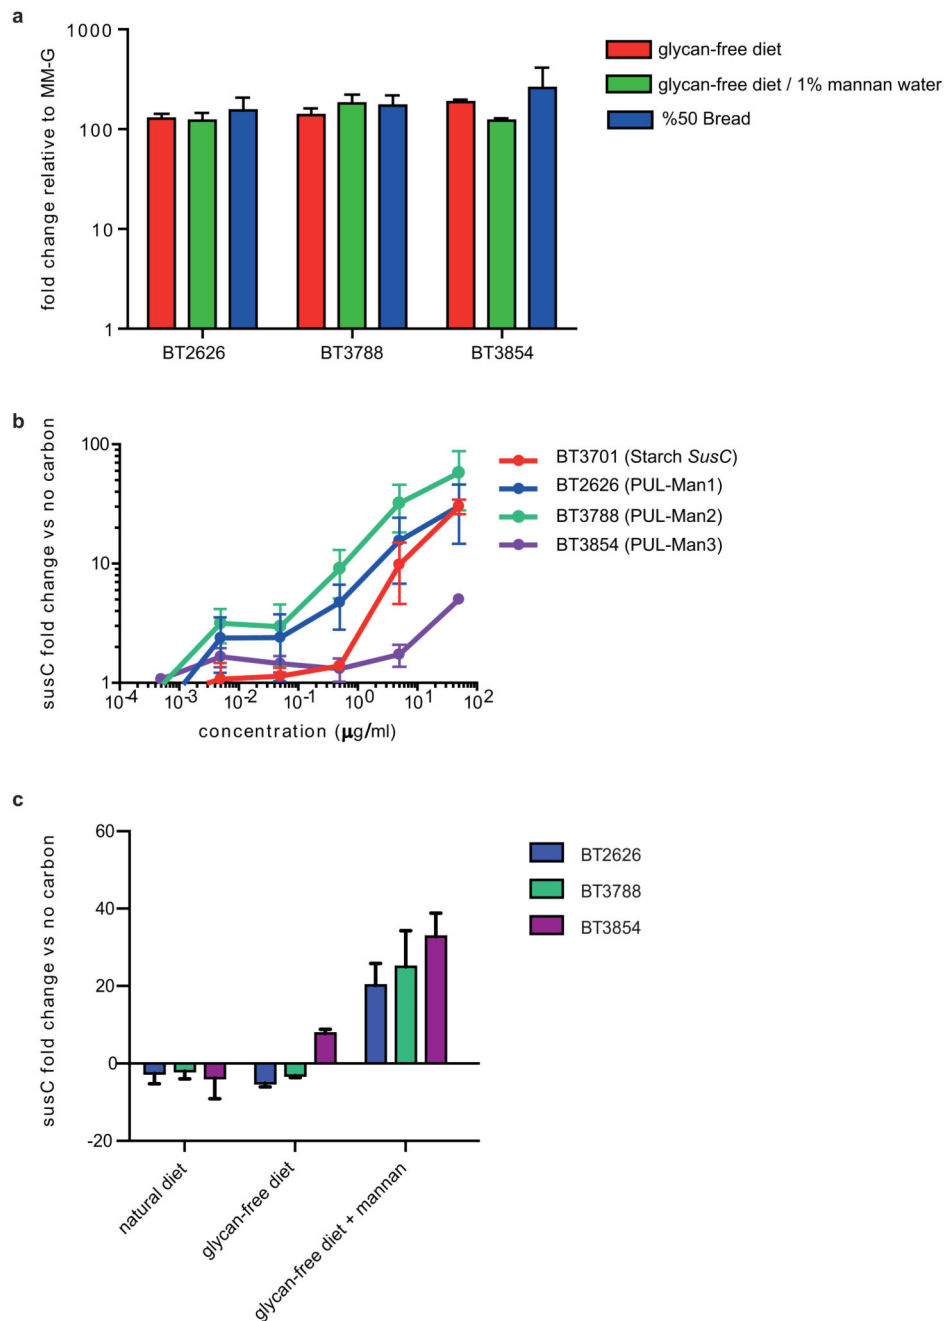 a
fold change relative to MM-G
1000
100
10
1
BT2626
BT3788
BT3854
glycan-free diet
glycan-free diet / 1% mannan water
%50 Bread
b
susC fold change vs no carbon
100
10
1
10-4
10-3
10-2
10-1
100
101
102
concentration (μg/ml)
BT3701 (Starch SusC)
BT2626 (PUL-Man1)
BT3788 (PUL-Man2)
BT3854 (PUL-Man3)
c
susC fold change vs no carbon
60
40
20
0
-20
natural diet
glycan-free diet
glycan-free diet + mannan
BT2626
BT3788
BT3854